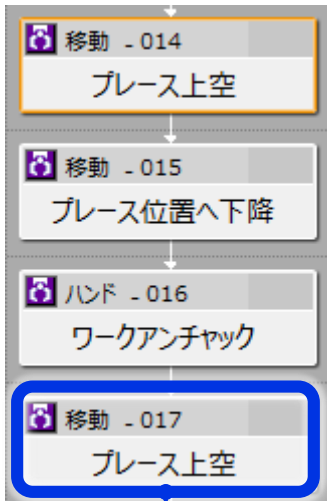 移動 - 014
プレース上空
移動 - 015
プレース位置へ下降
ハンド - 016
ワークアンチャック
移動 - 017
プレース上空